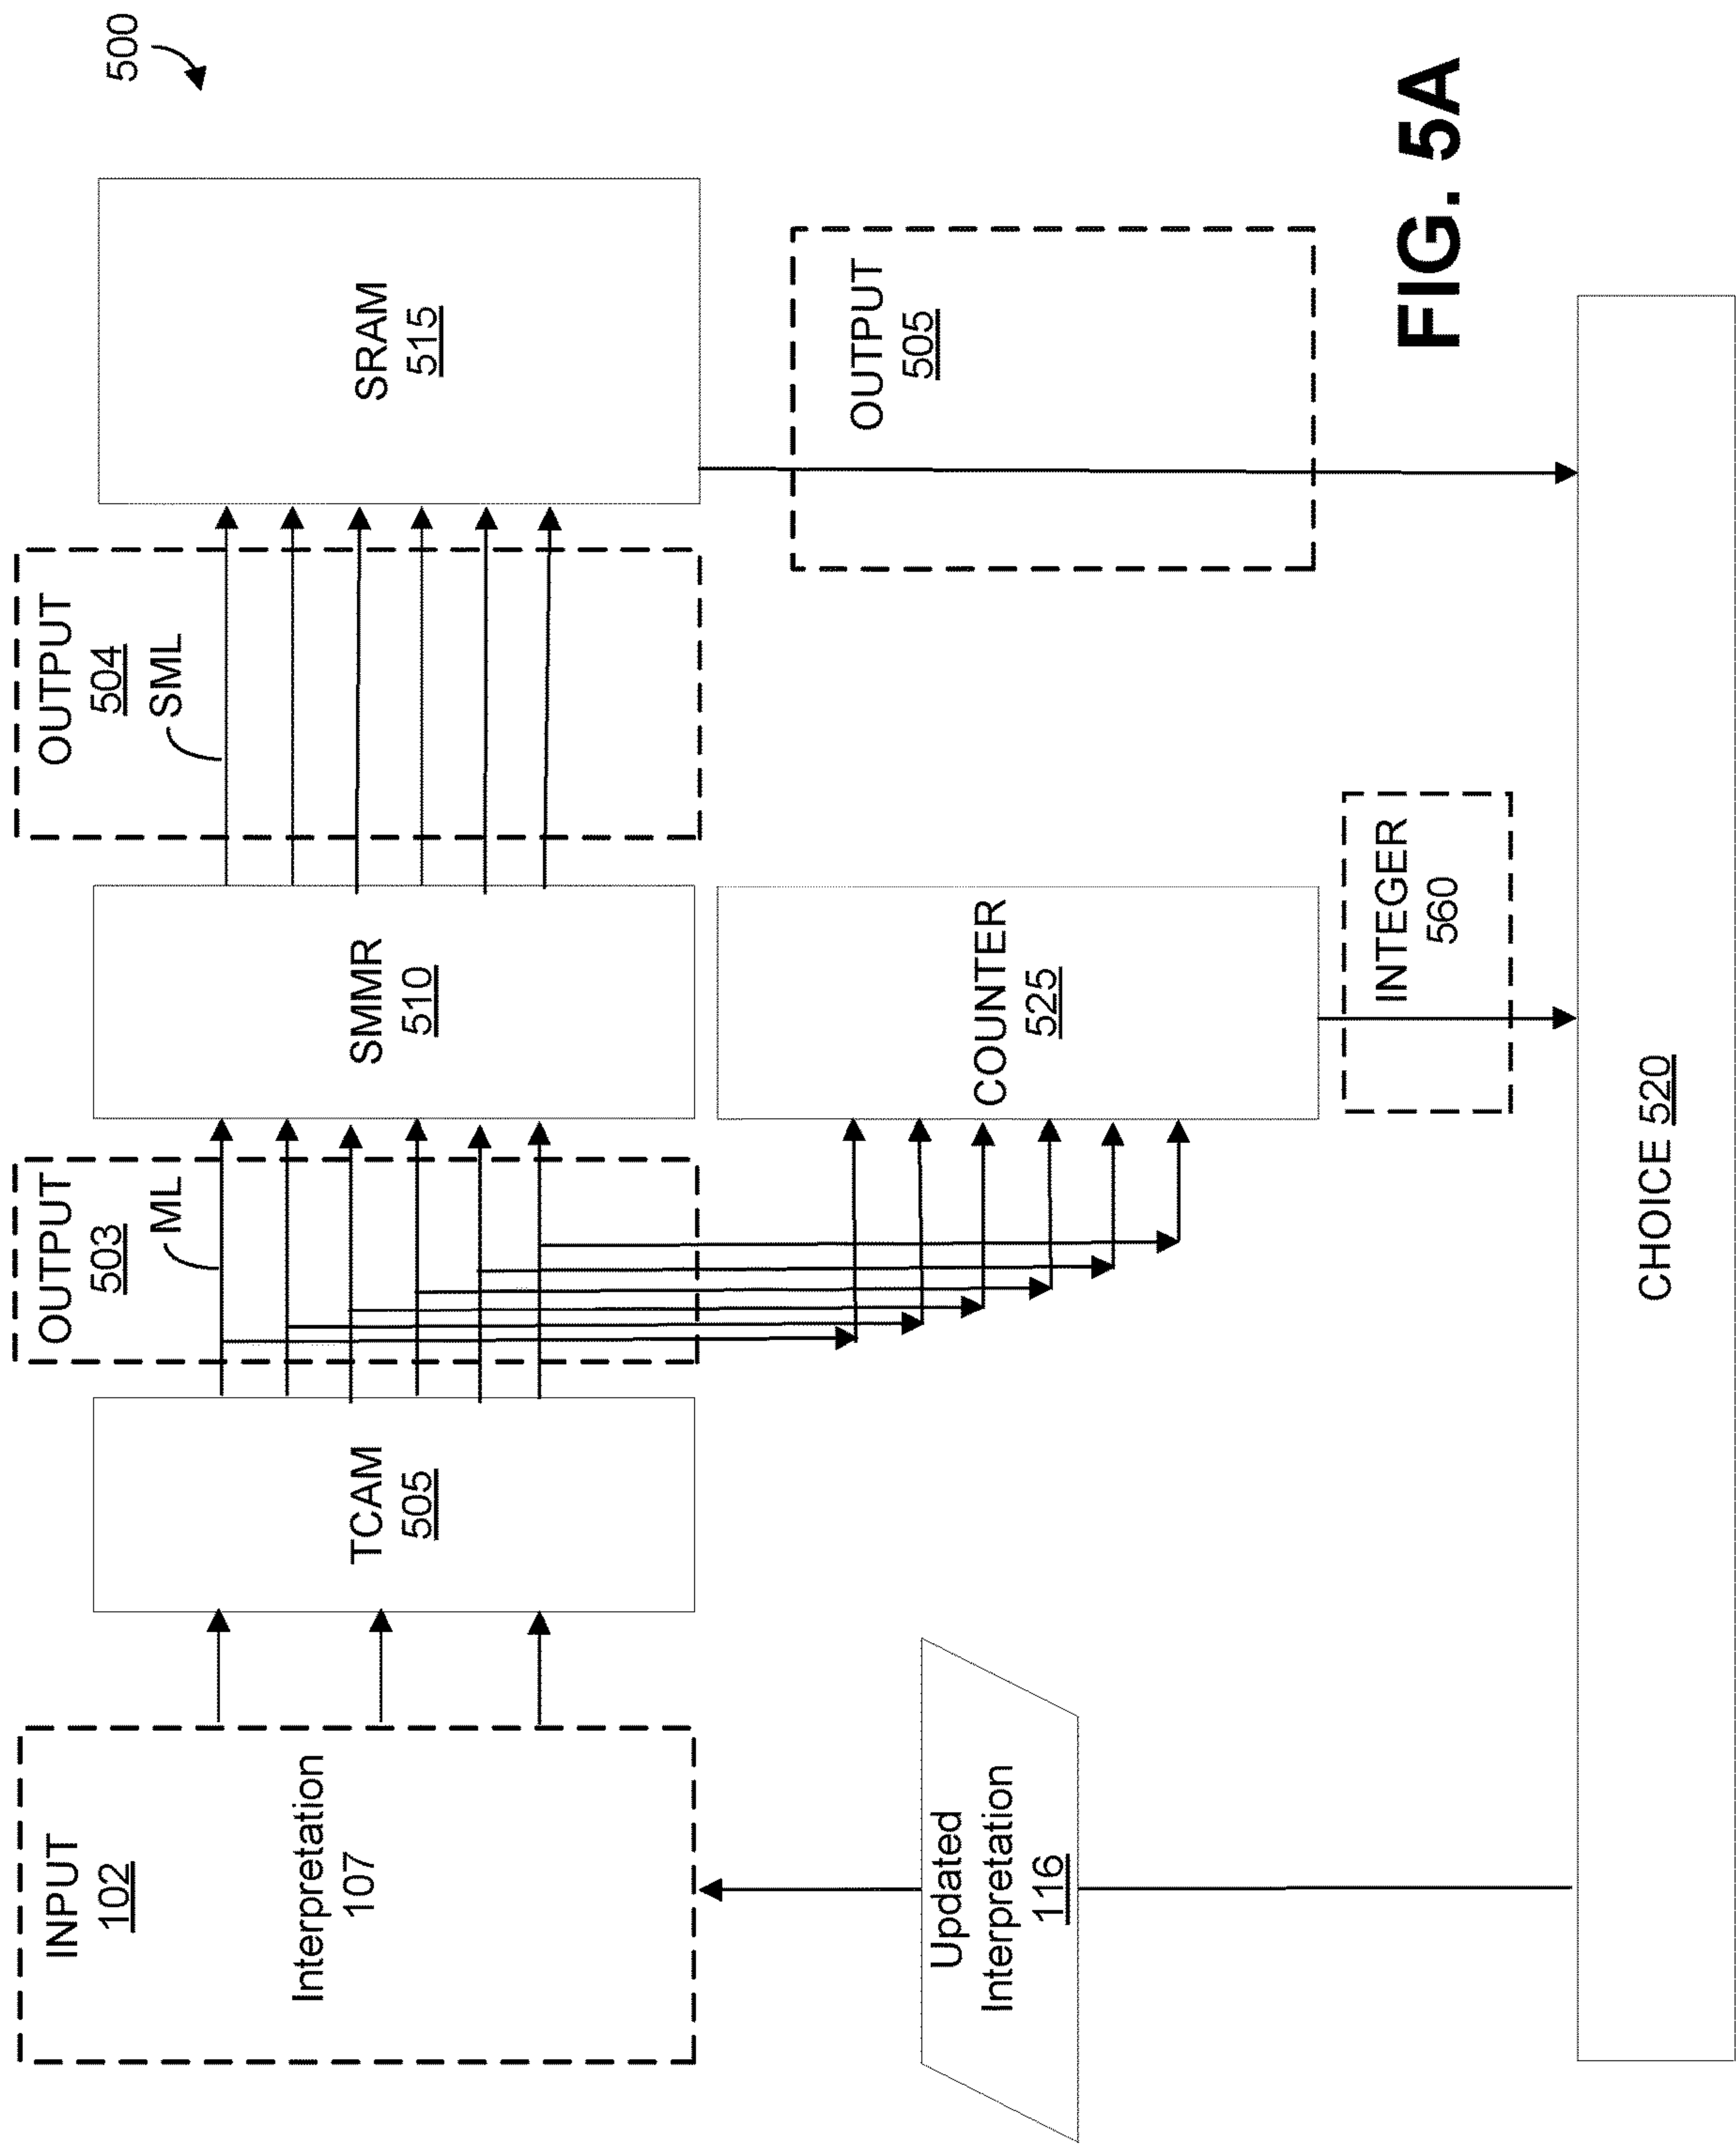 500
INPUT
102
Interpretation
107
TCAM
505
OUTPUT
503
ML
SMMR
510
OUTPUT
504
SML
SRAM
515
COUNTER
525
OUTPUT
505
Updated
Interpretation
116
INTEGER
560
CHOICE 520
FIG. 5A